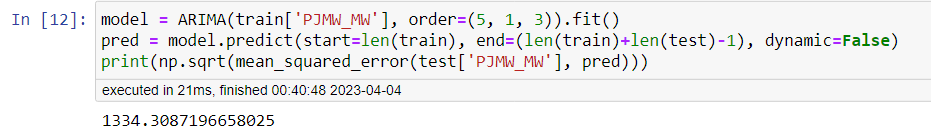 In [12]: model = ARIMA(train['PJMW_MW'], order=(5, 1, 3)).fit()
pred = model.predict(start=len(train), end=(len(train)+len(test)-1), dynamic=False)
print(np.sqrt(mean_squared_error(test['PJMW_MW'], pred)))
executed in 21ms, finished 00:40:48 2023-04-04
1334.3087196658025